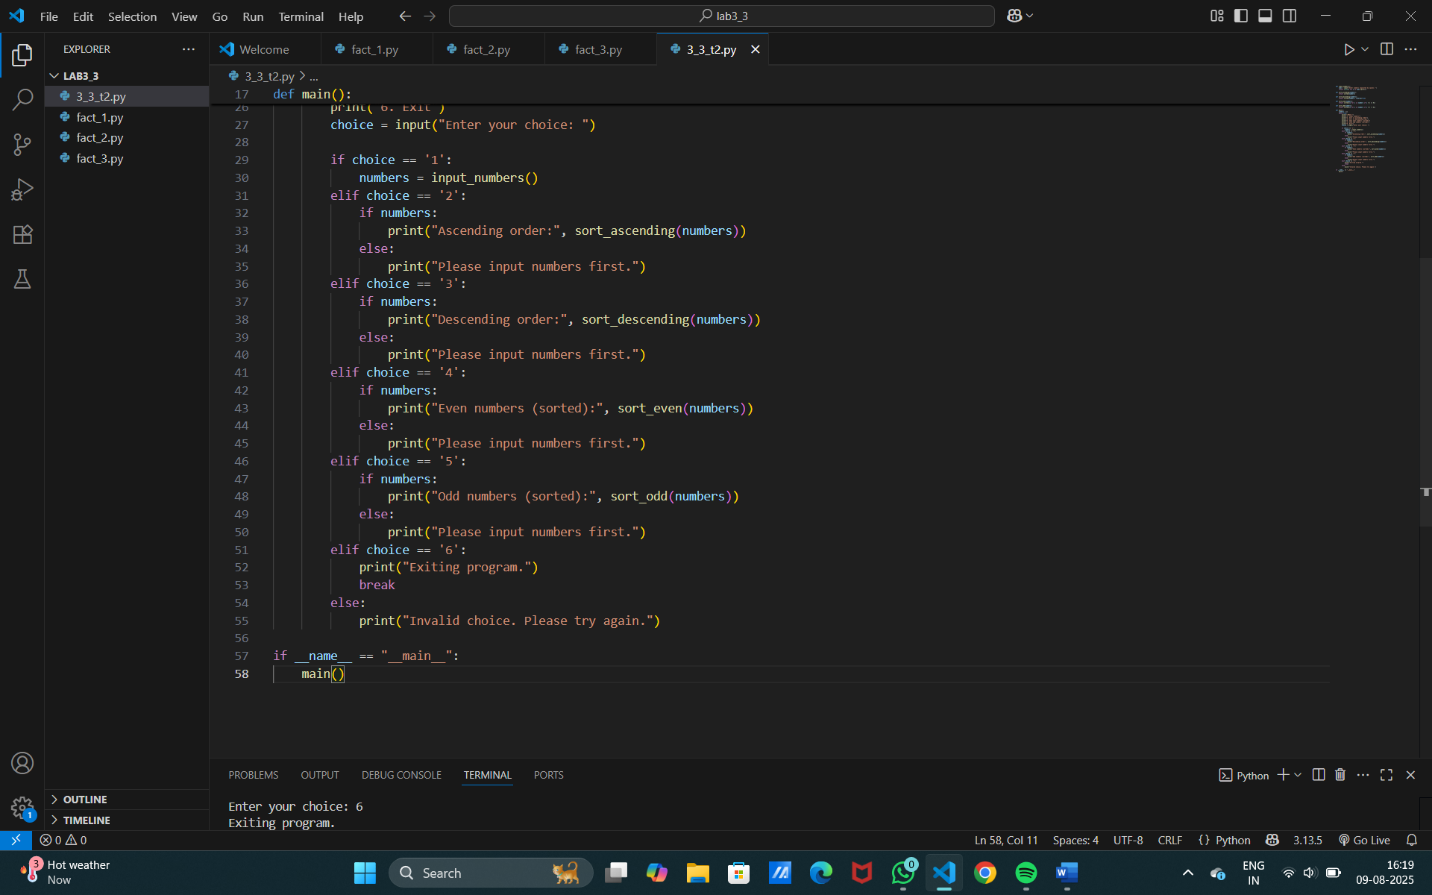 File Edit Selection View Go Run Terminal Help
lab3_3
EXPLORER
Welcome
fact_1.py
fact_2.py
fact_3.py
3_3_t2.py
LAB3_3
3_3_t2.py
fact_1.py
fact_2.py
fact_3.py
3_3_t2.py > ...
17 def main():
26 print("6. Exit")
27 choice = input("Enter your choice: ")
28
29 if choice == '1':
30 numbers = input_numbers()
31 elif choice == '2':
32 if numbers:
33 print("Ascending order:", sort_ascending(numbers))
34 else:
35 print("Please input numbers first.")
36 elif choice == '3':
37 if numbers:
38 print("Descending order:", sort_descending(numbers))
39 else:
40 print("Please input numbers first.")
41 elif choice == '4':
42 if numbers:
43 print("Even numbers (sorted):", sort_even(numbers))
44 else:
45 print("Please input numbers first.")
46 elif choice == '5':
47 if numbers:
48 print("Odd numbers (sorted):", sort_odd(numbers))
49 else:
50 print("Please input numbers first.")
51 elif choice == '6':
52 print("Exiting program.")
53 break
54 else:
55 print("Invalid choice. Please try again.")
56
57 if __name__ == "__main__":
58 main()
OUTLINE
TIMELINE
PROBLEMS OUTPUT DEBUG CONSOLE TERMINAL PORTS
Python
Enter your choice: 6
Exiting program.
1
0 0
Ln 58, Col 11 Spaces: 4 UTF-8 CRLF {} Python 3.13.5 Go Live
3
Hot weather
Now
Search
0
ENG
IN
16:19
09-08-2025